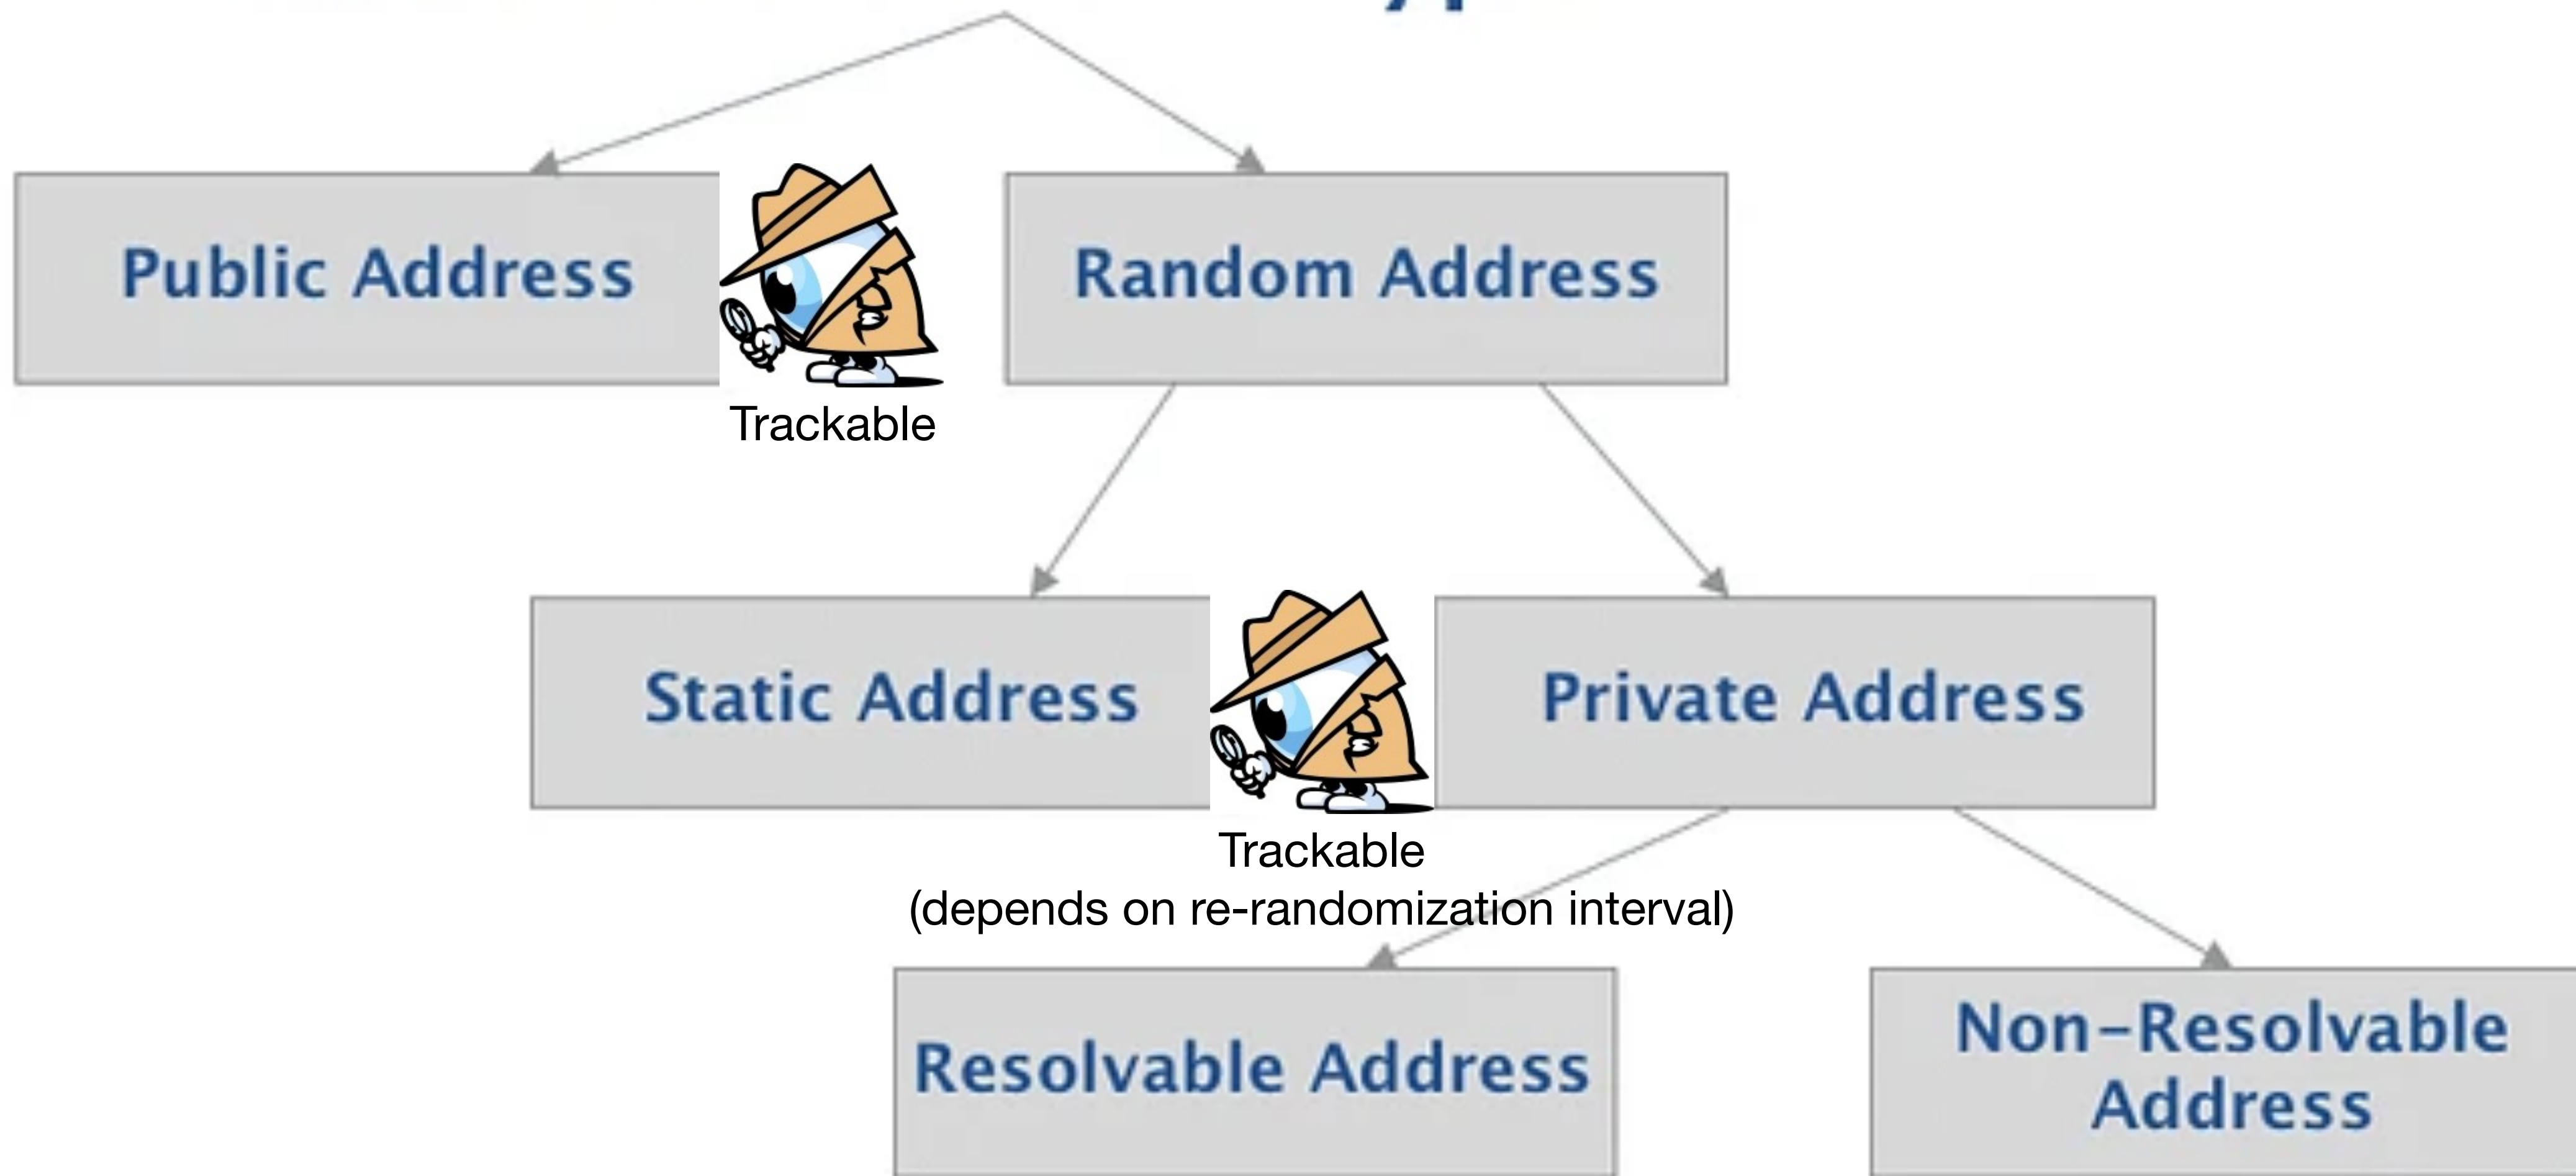 Public Address
Random Address
Trackable
Static Address
Private Address
Trackable
(depends on re-randomization interval)
Resolvable Address
Non-Resolvable
Address